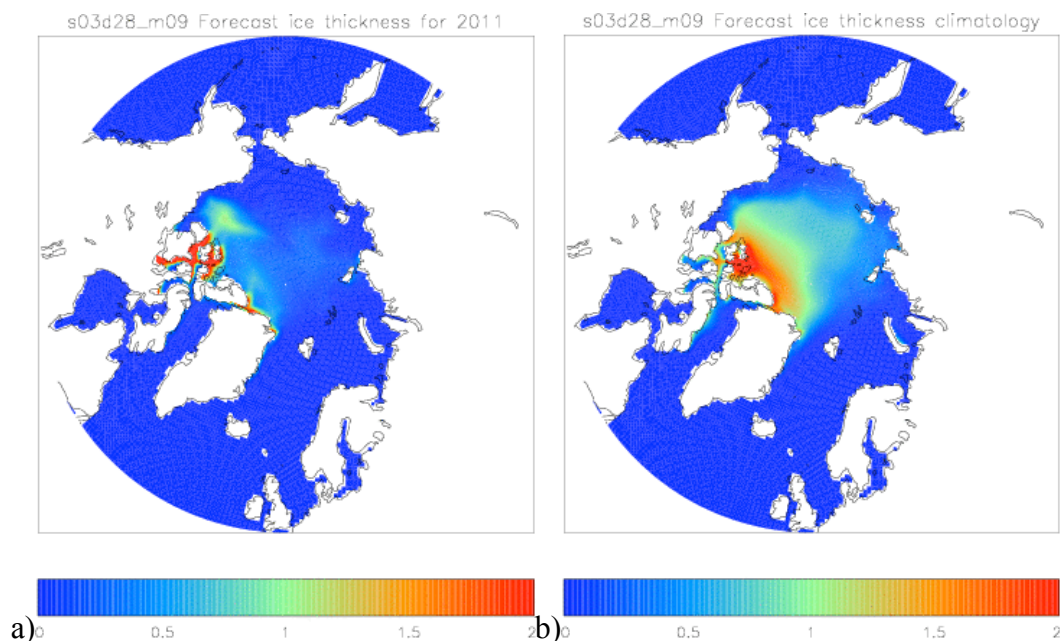 s03d28_m09 Forecast ice thickness for 2011
s03d28_m09 Forecast ice thickness climatology
a) 0 0.5 1 1.5 2
b) 0 0.5 1 1.5 2